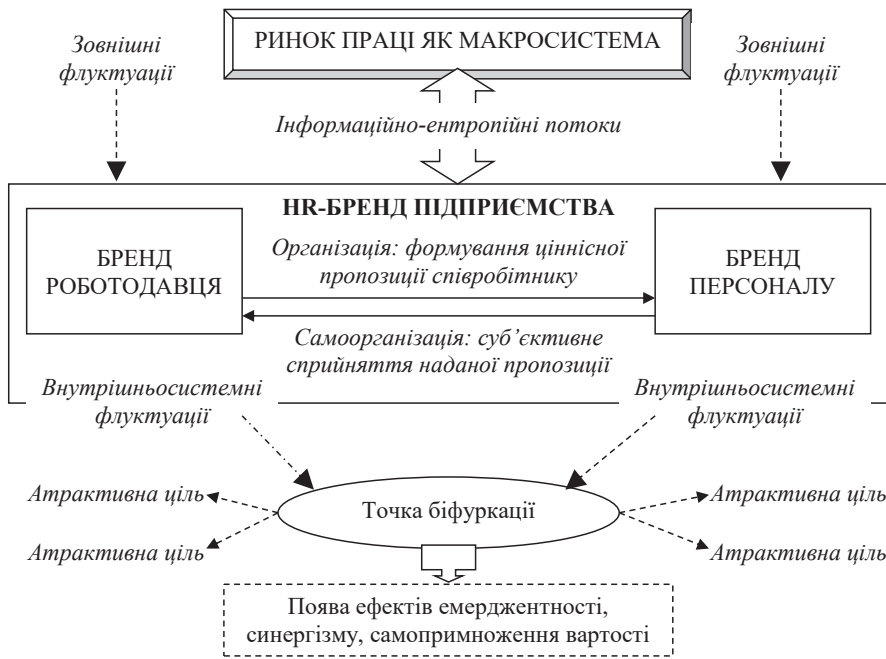 Зовнішні
флуктуації
РИНОК ПРАЦІ ЯК МАКРОСИСТЕМА
Зовнішні
флуктуації
Інформаційно-ентропійні потоки
HR-БРЕНД ПІДПРИЄМСТВА
БРЕНД
РОБОТОДАВЦЯ
Організація: формування ціннісної
пропозиції співробітнику
БРЕНД
ПЕРСОНАЛУ
Самоорганізація: суб’єктивне
сприйняття наданої пропозиції
Внутрішньосистемні
флуктуації
Внутрішньосистемні
флуктуації
Атрактивна ціль
Атрактивна ціль
Точка біфуркації
Атрактивна ціль
Атрактивна ціль
Поява ефектів емерджентності,
синергізму, самопримноження вартості